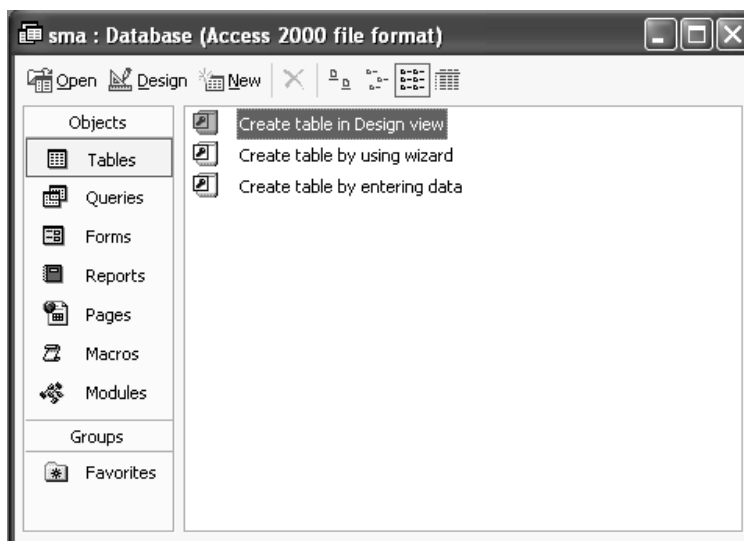 sma : Database (Access 2000 file format)
Open Design New
Objects
Tables
Queries
Forms
Reports
Pages
Macros
Modules
Groups
Favorites
Create table in Design view
Create table by using wizard
Create table by entering data